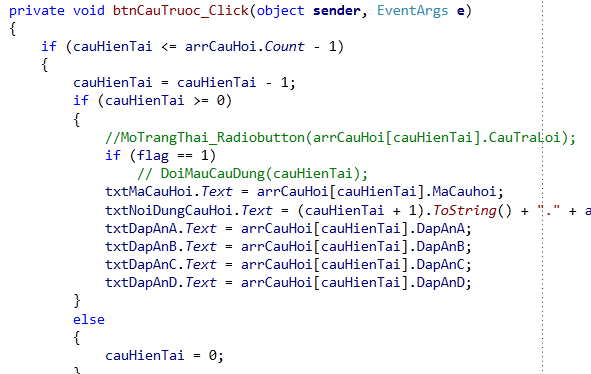 private void btnCauTruoc_Click(object sender, EventArgs e)
{
    if (cauHienTai <= arrCauHoi.Count - 1)
    {
        cauHienTai = cauHienTai - 1;
        if (cauHienTai >= 0)
        {
            //MoTrangThai_Radiobutton(arrCauHoi[cauHienTai].CauTraLoi);
            if (flag == 1)
                // DoiMauCauDung(cauHienTai);
            txtMaCauHoi.Text = arrCauHoi[cauHienTai].MaCauhoi;
            txtNoiDungCauHoi.Text = (cauHienTai + 1).ToString() + "." + a
            txtDapAnA.Text = arrCauHoi[cauHienTai].DapAnA;
            txtDapAnB.Text = arrCauHoi[cauHienTai].DapAnB;
            txtDapAnC.Text = arrCauHoi[cauHienTai].DapAnC;
            txtDapAnD.Text = arrCauHoi[cauHienTai].DapAnD;
        }
        else
        {
            cauHienTai = 0;
        }